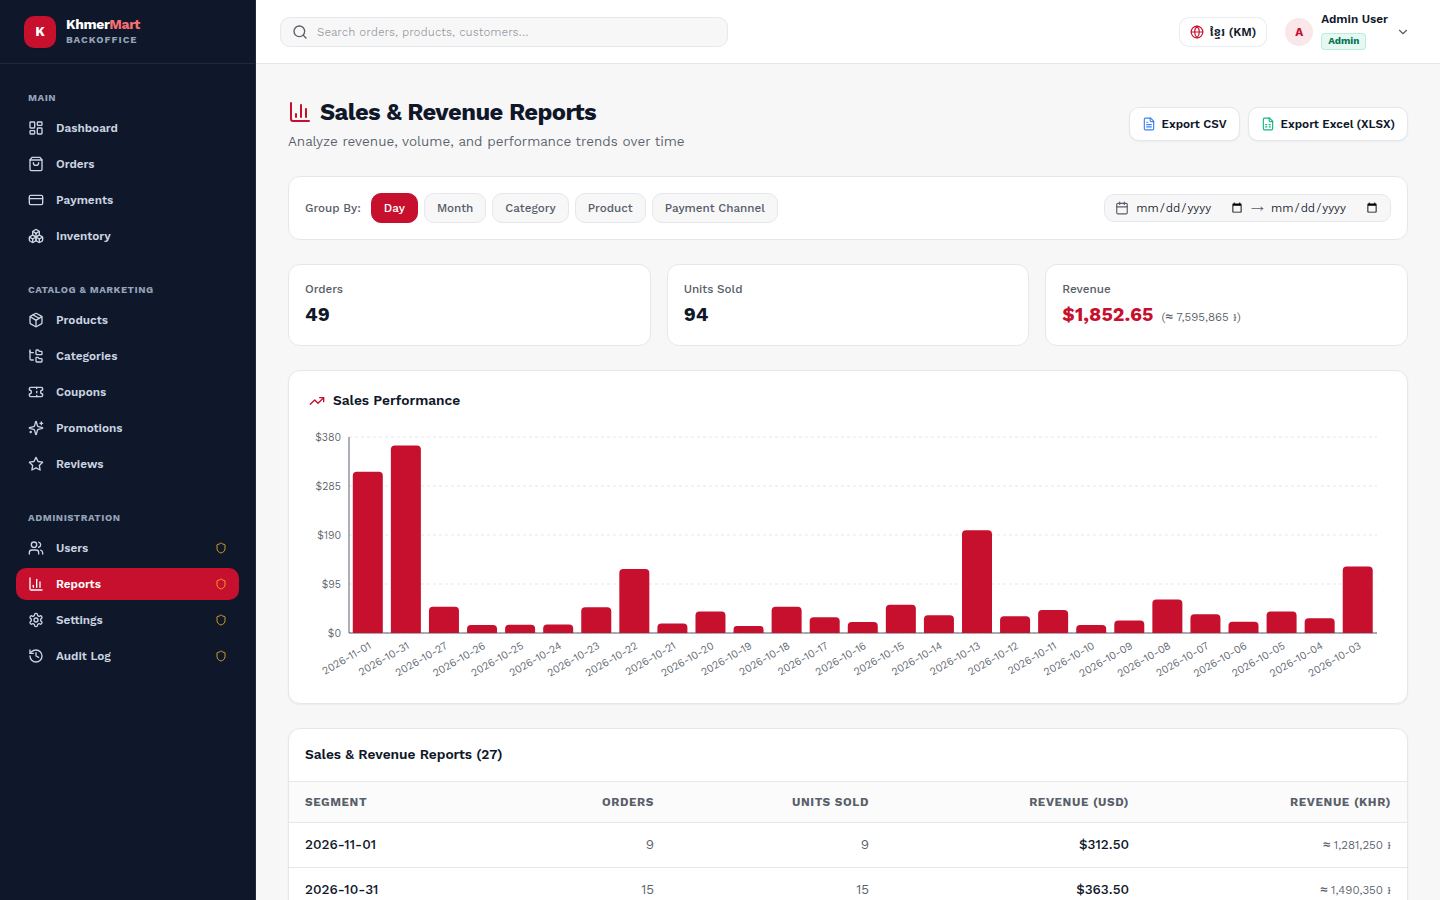 K
KhmerMart
BACKOFFICE
Search orders, products, customers...
ខ្មែរ (KM)
A
Admin User
Admin
MAIN
Dashboard
Orders
Payments
Inventory
CATALOG & MARKETING
Products
Categories
Coupons
Promotions
Reviews
ADMINISTRATION
Users
Reports
Settings
Audit Log
Sales & Revenue Reports
Analyze revenue, volume, and performance trends over time
Export CSV
Export Excel (XLSX)
Group By:
Day
Month
Category
Product
Payment Channel
mm/dd/yyyy → mm/dd/yyyy
Orders
49
Units Sold
94
Revenue
$1,852.65 (≈ 7,595,865 ៛)
Sales Performance
$380
$285
$190
$95
$0
2026-11-01
2026-10-31
2026-10-27
2026-10-26
2026-10-25
2026-10-24
2026-10-23
2026-10-22
2026-10-21
2026-10-20
2026-10-19
2026-10-18
2026-10-17
2026-10-16
2026-10-15
2026-10-14
2026-10-13
2026-10-12
2026-10-11
2026-10-10
2026-10-09
2026-10-08
2026-10-07
2026-10-06
2026-10-05
2026-10-04
2026-10-03
Sales & Revenue Reports (27)
SEGMENT ORDERS UNITS SOLD REVENUE (USD) REVENUE (KHR)
2026-11-01 9 9 $312.50 ≈ 1,281,250 ៛
2026-10-31 15 15 $363.50 ≈ 1,490,350 ៛